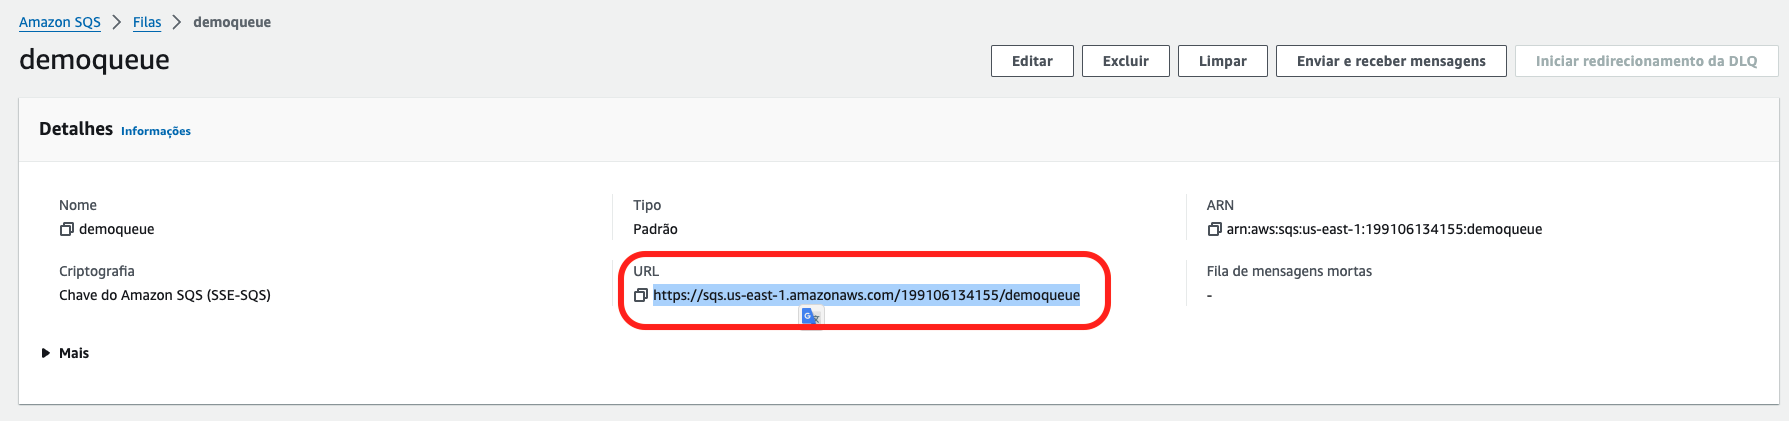 Amazon SQS > Filas > demoqueue
demoqueue
Editar
Excluir
Limpar
Enviar e receber mensagens
Iniciar redirecionamento da DLQ
Detalhes Informações
Nome
demoqueue
Tipo
Padrão
ARN
arn:aws:sqs:us-east-1:199106134155:demoqueue
Criptografia
Chave do Amazon SQS (SSE-SQS)
URL
https://sqs.us-east-1.amazonaws.com/199106134155/demoqueue
Fila de mensagens mortas
-
Mais